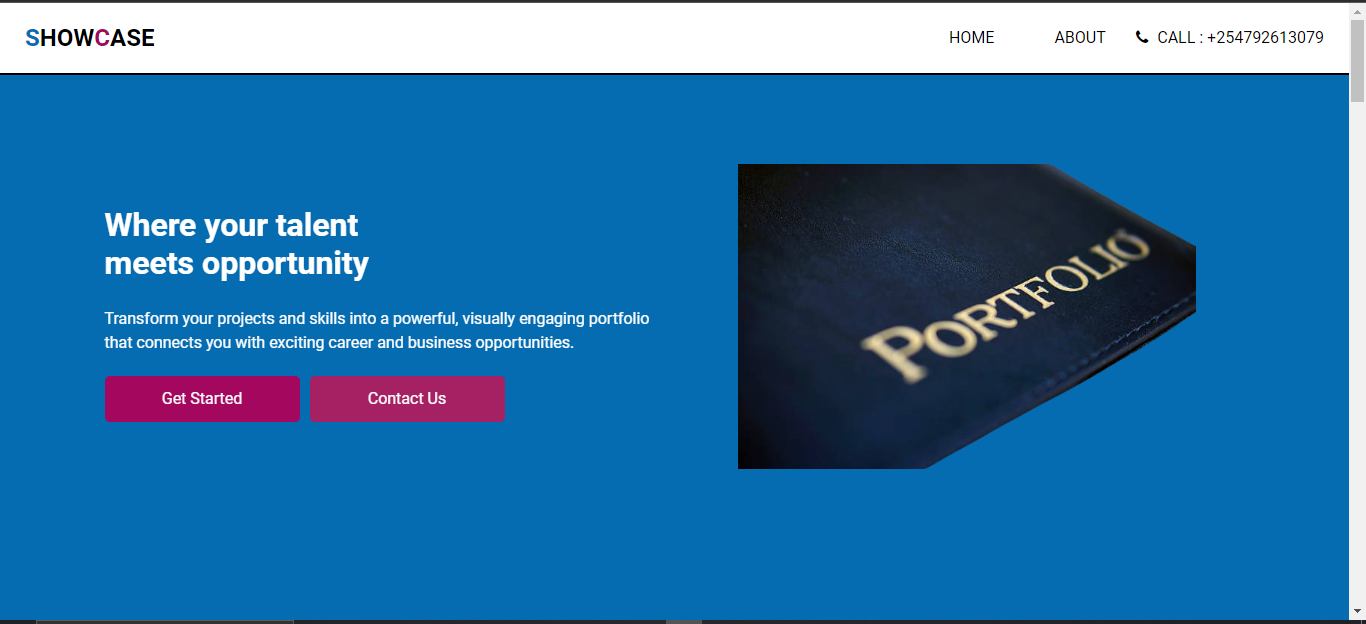 SHOWCASE
HOME
ABOUT
CALL : +254792613079
Where your talent
meets opportunity
Transform your projects and skills into a powerful, visually engaging portfolio
that connects you with exciting career and business opportunities.
Get Started
Contact Us
PORTFOLIO